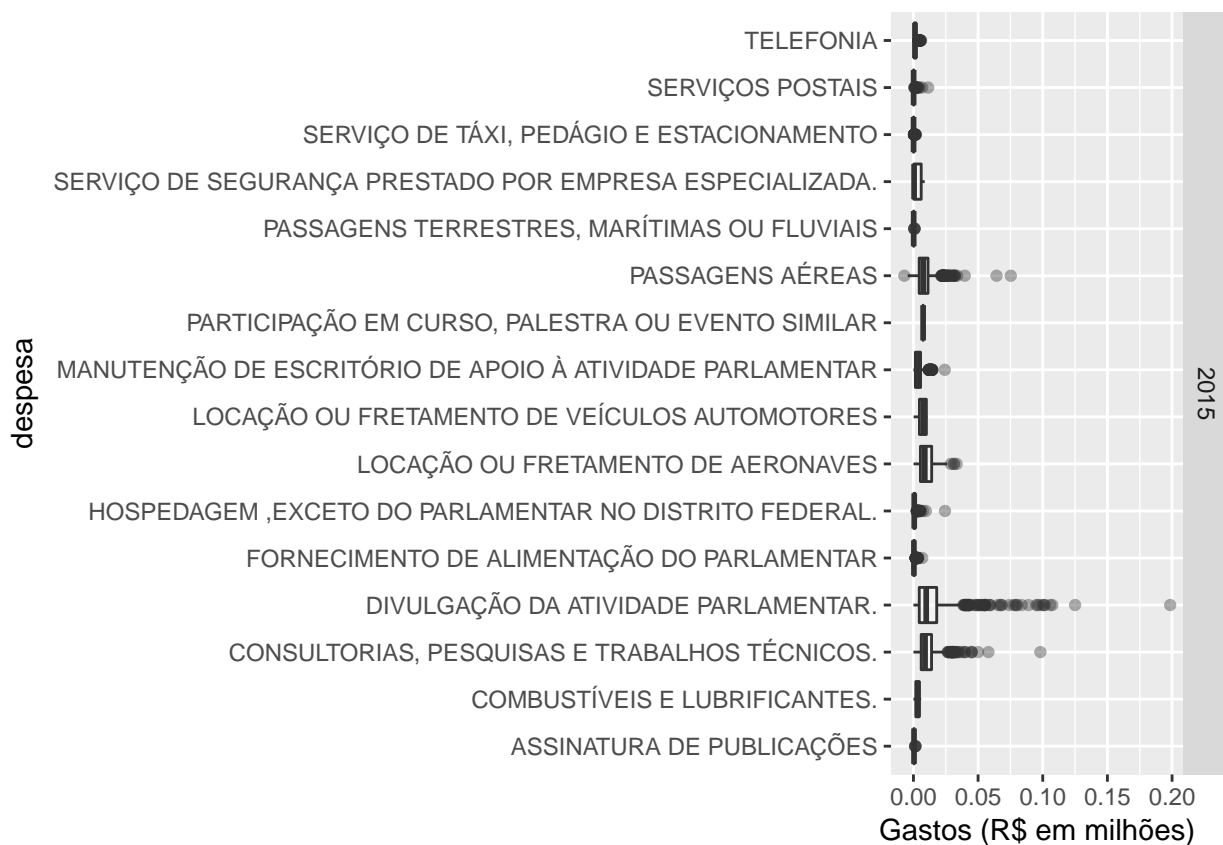 TELEFONIA
SERVIÇOS POSTAIS
SERVIÇO DE TÁXI, PEDÁGIO E ESTACIONAMENTO
SERVIÇO DE SEGURANÇA PRESTADO POR EMPRESA ESPECIALIZADA.
PASSAGENS TERRESTRES, MARÍTIMAS OU FLUVIAIS
PASSAGENS AÉREAS
PARTICIPAÇÃO EM CURSO, PALESTRA OU EVENTO SIMILAR
MANUTENÇÃO DE ESCRITÓRIO DE APOIO À ATIVIDADE PARLAMENTAR
LOCAÇÃO OU FRETAMENTO DE VEÍCULOS AUTOMOTORES
LOCAÇÃO OU FRETAMENTO DE AERONAVES
HOSPEDAGEM ,EXCETO DO PARLAMENTAR NO DISTRITO FEDERAL.
FORNECIMENTO DE ALIMENTAÇÃO DO PARLAMENTAR
DIVULGAÇÃO DA ATIVIDADE PARLAMENTAR.
CONSULTORIAS, PESQUISAS E TRABALHOS TÉCNICOS.
COMBUSTÍVEIS E LUBRIFICANTES.
ASSINATURA DE PUBLICAÇÕES
despesa
2015
0.00 0.05 0.10 0.15 0.20
Gastos (R$ em milhões)